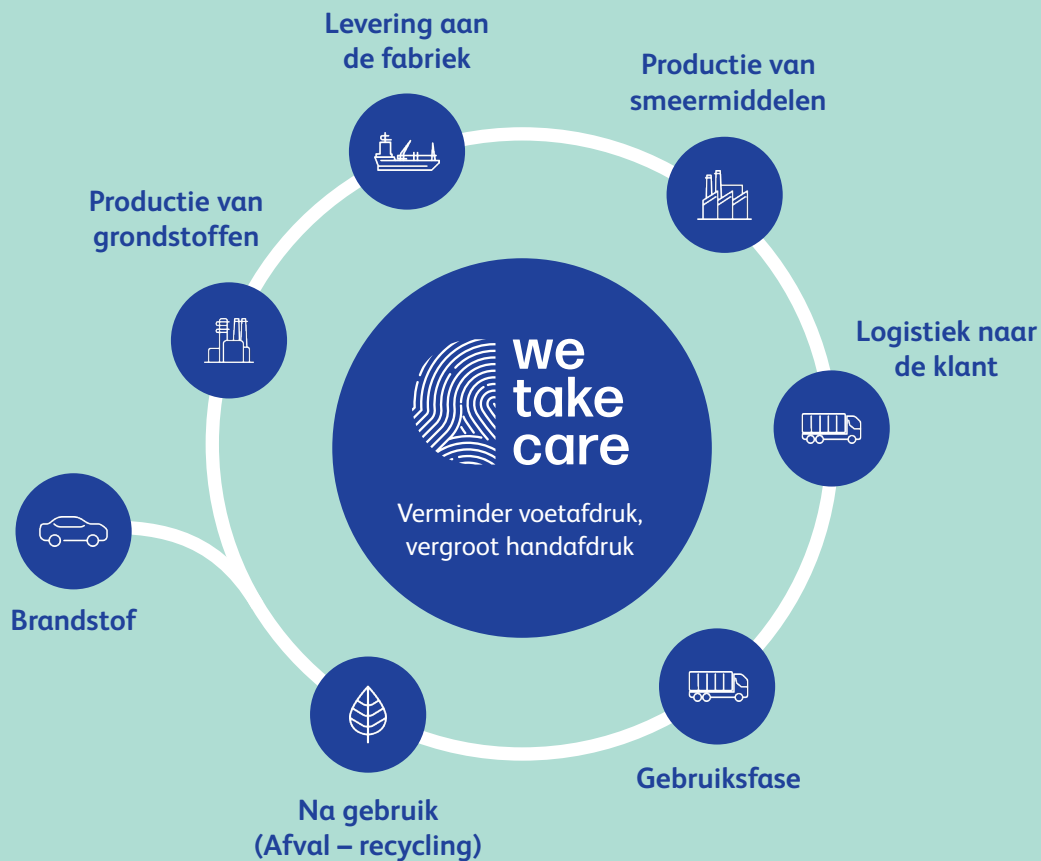 Levering aan
de fabriek
Productie van
smeermiddelen
Productie van
grondstoffen
Logistiek naar
de klant
we
take
care
Verminder voetafdruk,
vergroot handafdruk
Brandstof
Gebruiksfase
Na gebruik
(Afval – recycling)